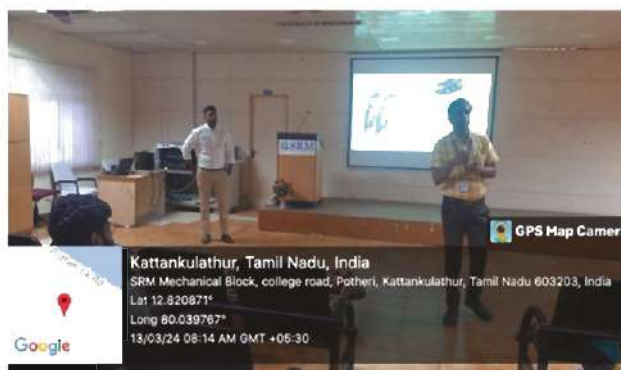 SRM
GPS Map Camer
Kattankulathur, Tamil Nadu, India
SRM Mechanical Block, college road, Potheri, Kattankulathur, Tamil Nadu 603203, India
Lat 12.820871°
Long 80.039767°
13/03/24 08:14 AM GMT +05:30
Google